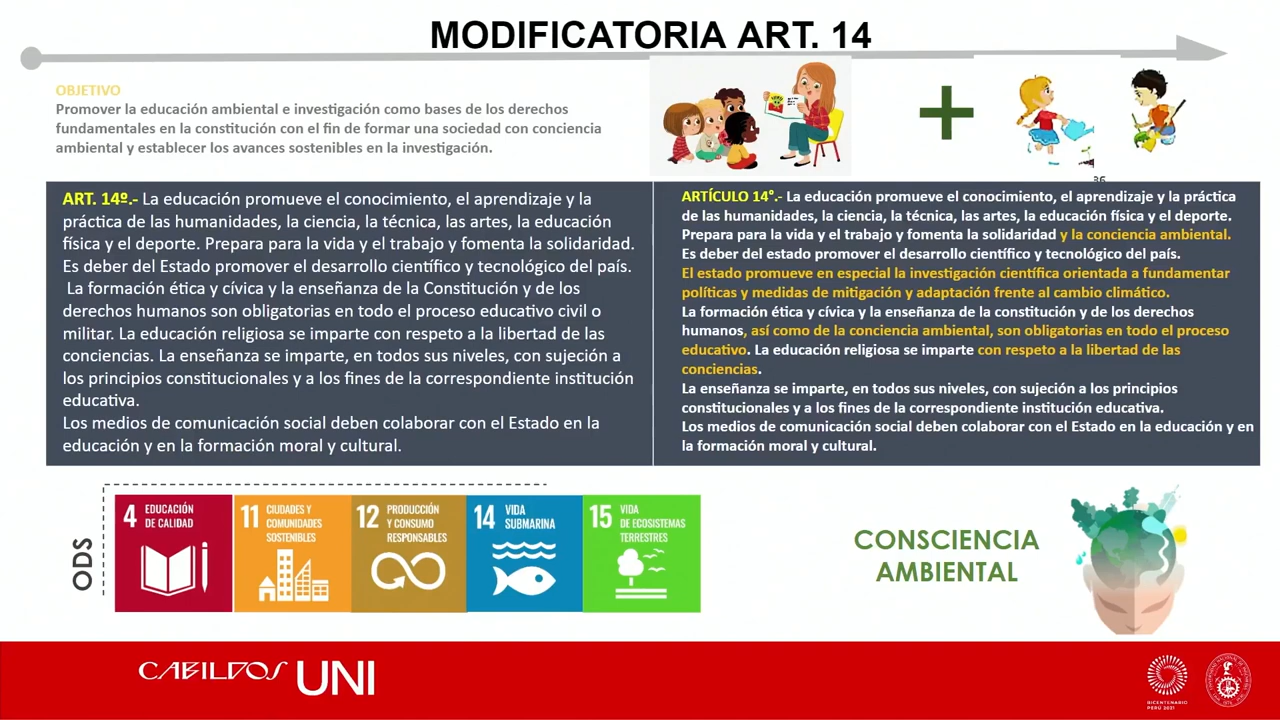 MODIFICATORIA ART. 14
OBJETIVO
Promover la educación ambiental e investigación como bases de los derechos
fundamentales en la constitución con el fin de formar una sociedad con conciencia
ambiental y establecer los avances sostenibles en la investigación.
ART. 14º.- La educación promueve el conocimiento, el aprendizaje y la
práctica de las humanidades, la ciencia, la técnica, las artes, la educación
física y el deporte. Prepara para la vida y el trabajo y fomenta la solidaridad.
Es deber del Estado promover el desarrollo científico y tecnológico del país.
La formación ética y cívica y la enseñanza de la Constitución y de los
derechos humanos son obligatorias en todo el proceso educativo civil o
militar. La educación religiosa se imparte con respeto a la libertad de las
conciencias. La enseñanza se imparte, en todos sus niveles, con sujeción a
los principios constitucionales y a los fines de la correspondiente institución
educativa.
Los medios de comunicación social deben colaborar con el Estado en la
educación y en la formación moral y cultural.
ARTÍCULO 14°.- La educación promueve el conocimiento, el aprendizaje y la práctica
de las humanidades, la ciencia, la técnica, las artes, la educación física y el deporte.
Prepara para la vida y el trabajo y fomenta la solidaridad y la conciencia ambiental.
Es deber del Estado promover el desarrollo científico y tecnológico del país.
El estado promueve en especial la investigación científica orientada a fundamentar
políticas y medidas de mitigación y adaptación frente al cambio climático.
La formación ética y cívica y la enseñanza de la constitución y de los derechos
humanos, así como de la conciencia ambiental, son obligatorias en todo el proceso
educativo. La educación religiosa se imparte con respeto a la libertad de las
conciencias.
La enseñanza se imparte, en todos sus niveles, con sujeción a los principios
constitucionales y a los fines de la correspondiente institución educativa.
Los medios de comunicación social deben colaborar con el Estado en la educación y en
la formación moral y cultural.
ODS
4 EDUCACIÓN
DE CALIDAD
11 CIUDADES Y
COMUNIDADES
SOSTENIBLES
12 PRODUCCIÓN
Y CONSUMO
RESPONSABLES
14 VIDA
SUBMARINA
15 VIDA
DE ECOSISTEMAS
TERRESTRES
CONSCIENCIA
AMBIENTAL
CABILDOS UNI
BICENTENARIO
PERÚ 2021